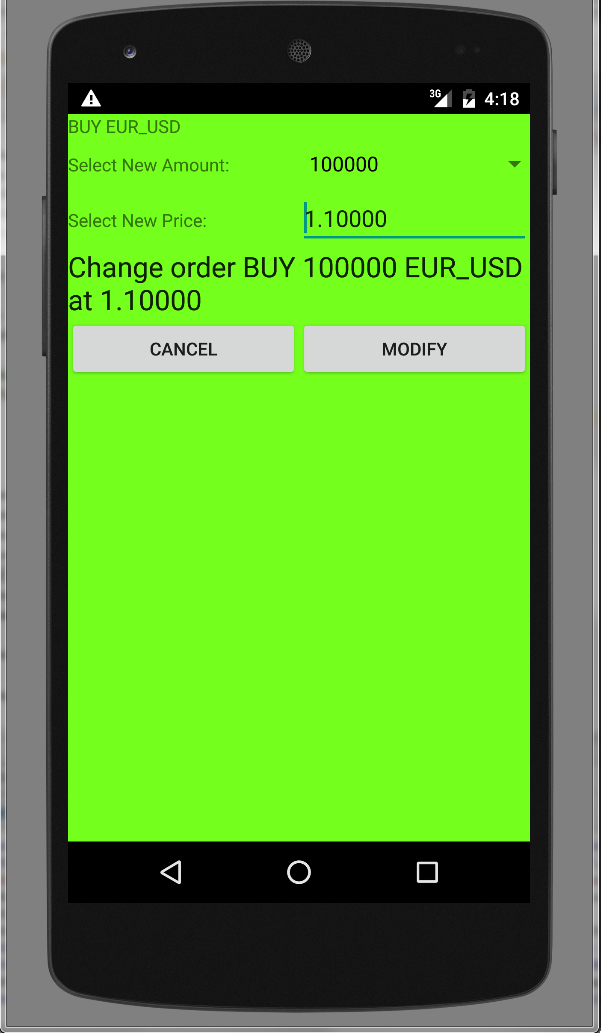 3G 4:18
BUY EUR_USD
Select New Amount: 100000
Select New Price: 1.10000
Change order BUY 100000 EUR_USD
at 1.10000
CANCEL MODIFY